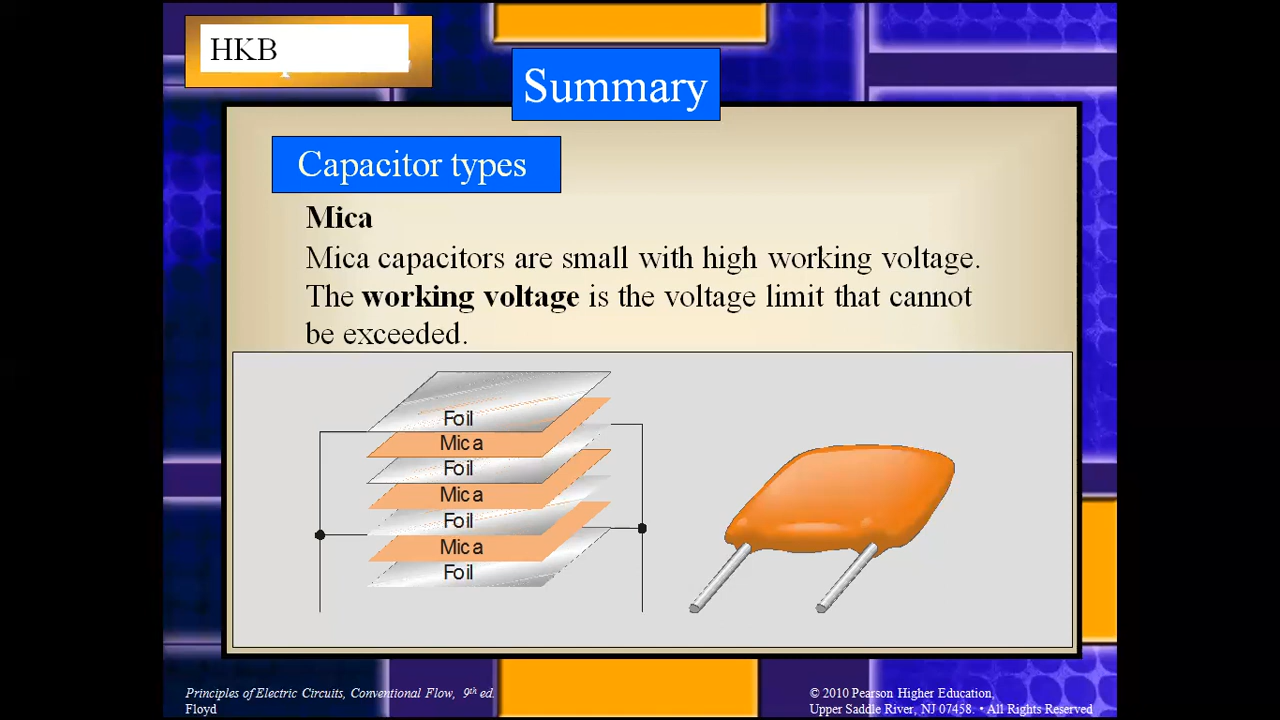 HKB
Summary
Capacitor types
Mica
Mica capacitors are small with high working voltage.
The working voltage is the voltage limit that cannot
be exceeded.
Foil
Mica
Foil
Mica
Foil
Mica
Foil
Principles of Electric Circuits, Conventional Flow, 9th ed.
Floyd
© 2010 Pearson Higher Education,
Upper Saddle River, NJ 07458. • All Rights Reserved